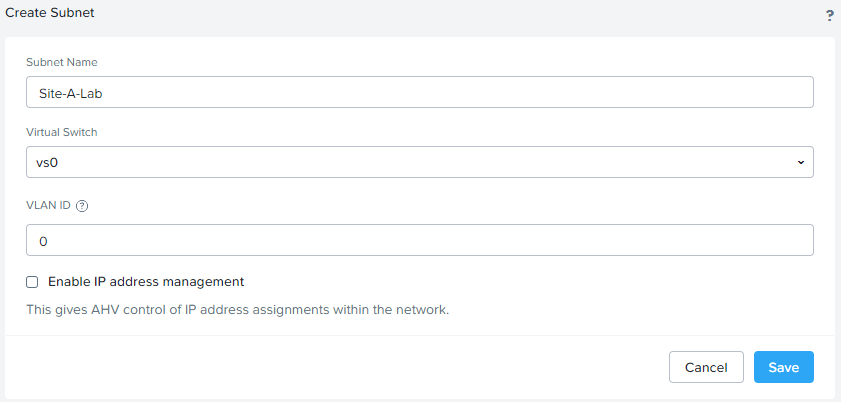 Create Subnet
?
Subnet Name
Site-A-Lab
Virtual Switch
vs0
VLAN ID ?
0
Enable IP address management
This gives AHV control of IP address assignments within the network.
Cancel Save